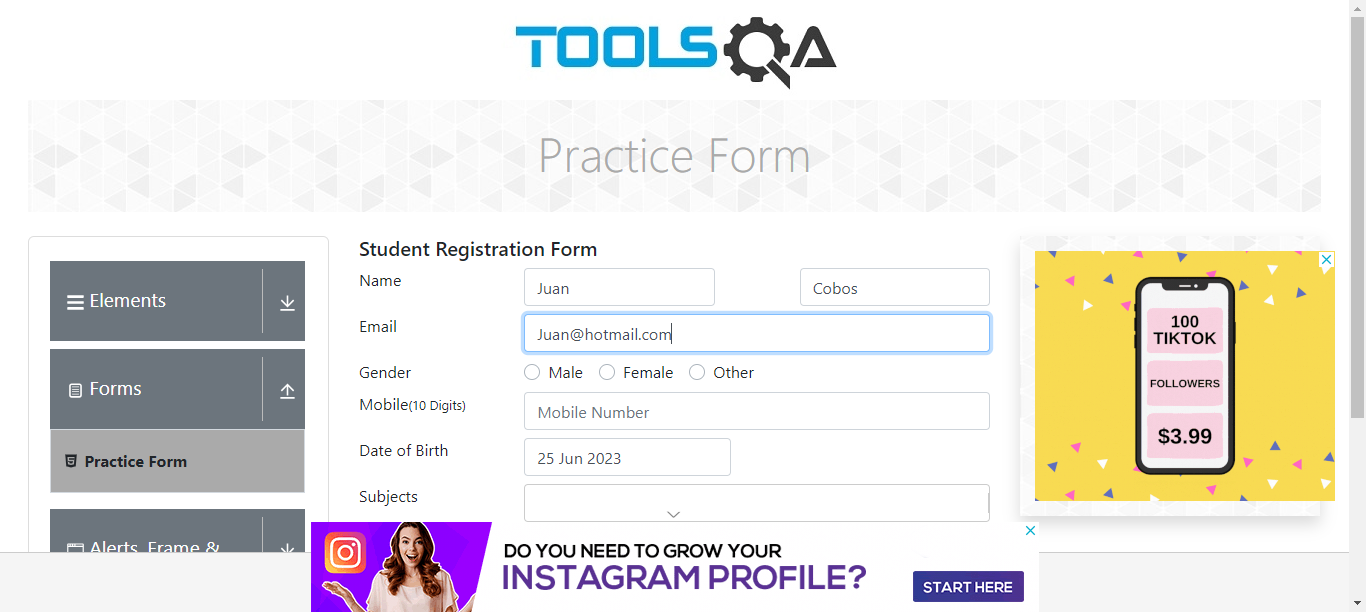 TOOLSQA
Practice Form
Elements
Forms
Practice Form
Alerts, Frame &
Student Registration Form
Name
Juan
Cobos
Email
Juan@hotmail.com
Gender
Male
Female
Other
Mobile(10 Digits)
Mobile Number
Date of Birth
25 Jun 2023
Subjects
100
TIKTOK
FOLLOWERS
$3.99
DO YOU NEED TO GROW YOUR
INSTAGRAM PROFILE?
START HERE